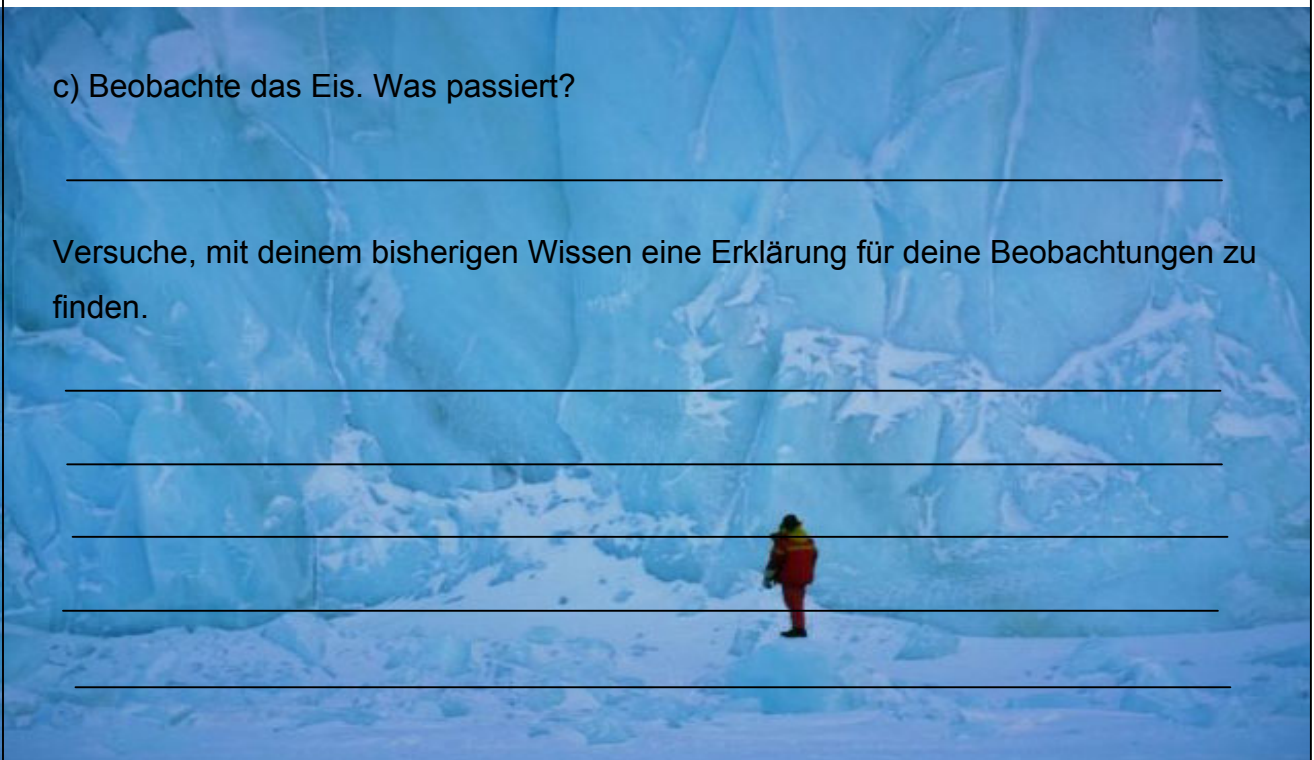 c) Beobachte das Eis. Was passiert?
Versuche, mit deinem bisherigen Wissen eine Erklärung für deine Beobachtungen zu
finden.